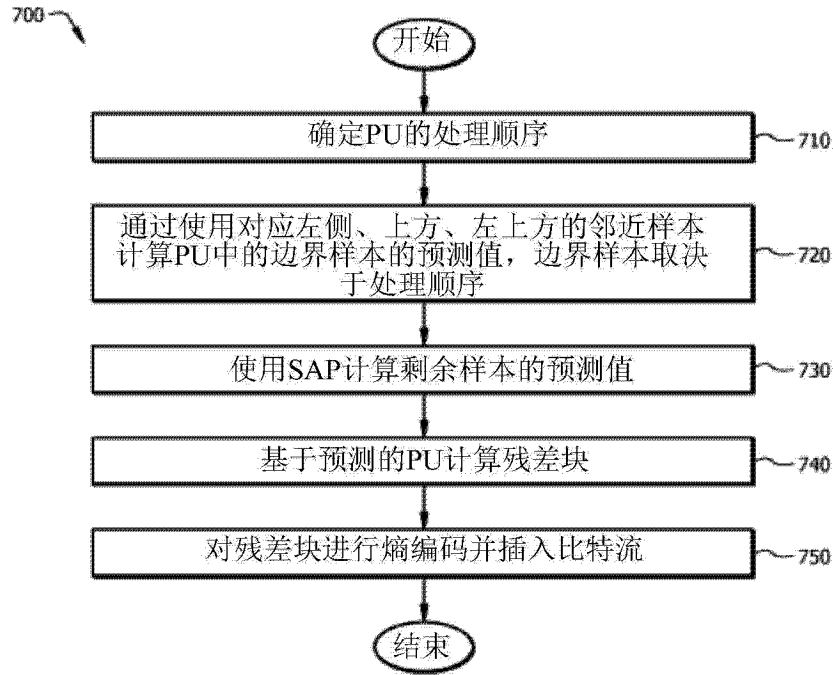 700
开始
确定PU的处理顺序
710
通过使用对应左侧、上方、左上方的邻近样本
计算PU中的边界样本的预测值，边界样本取决
于处理顺序
720
使用SAP计算剩余样本的预测值
730
基于预测的PU计算残差块
740
对残差块进行熵编码并插入比特流
750
结束